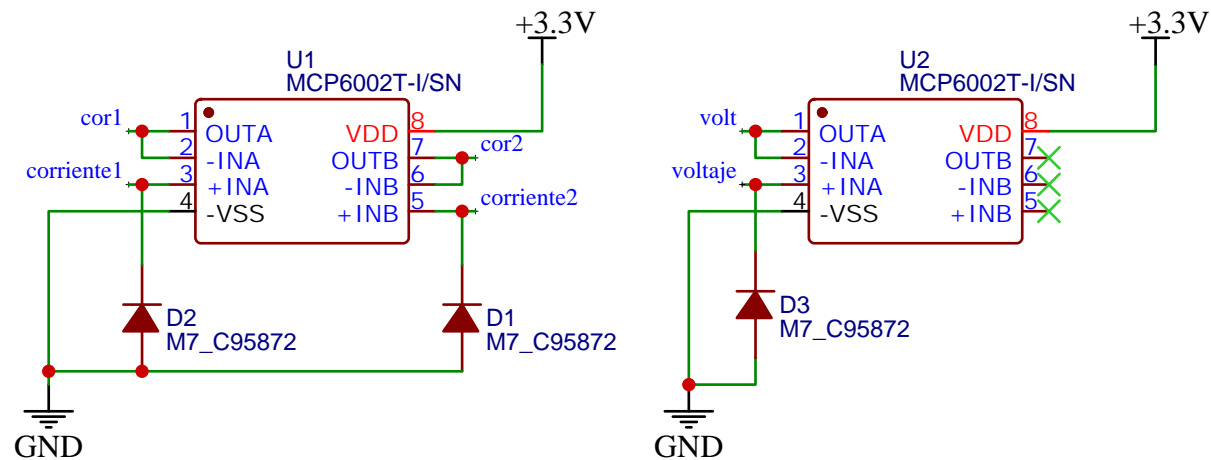 +3.3V
U1
MCP6002T-I/SN
cor1
1 OUTA
2 -INA
corriente1
3 +INA
4 -VSS
VDD 8
OUTB 7
cor2
-INB 6
+INB 5
corriente2
D2
M7_C95872
D1
M7_C95872
GND
+3.3V
U2
MCP6002T-I/SN
volt
1 OUTA
2 -INA
voltaje
3 +INA
4 -VSS
VDD 8
OUTB 7
-INB 6
+INB 5
D3
M7_C95872
GND